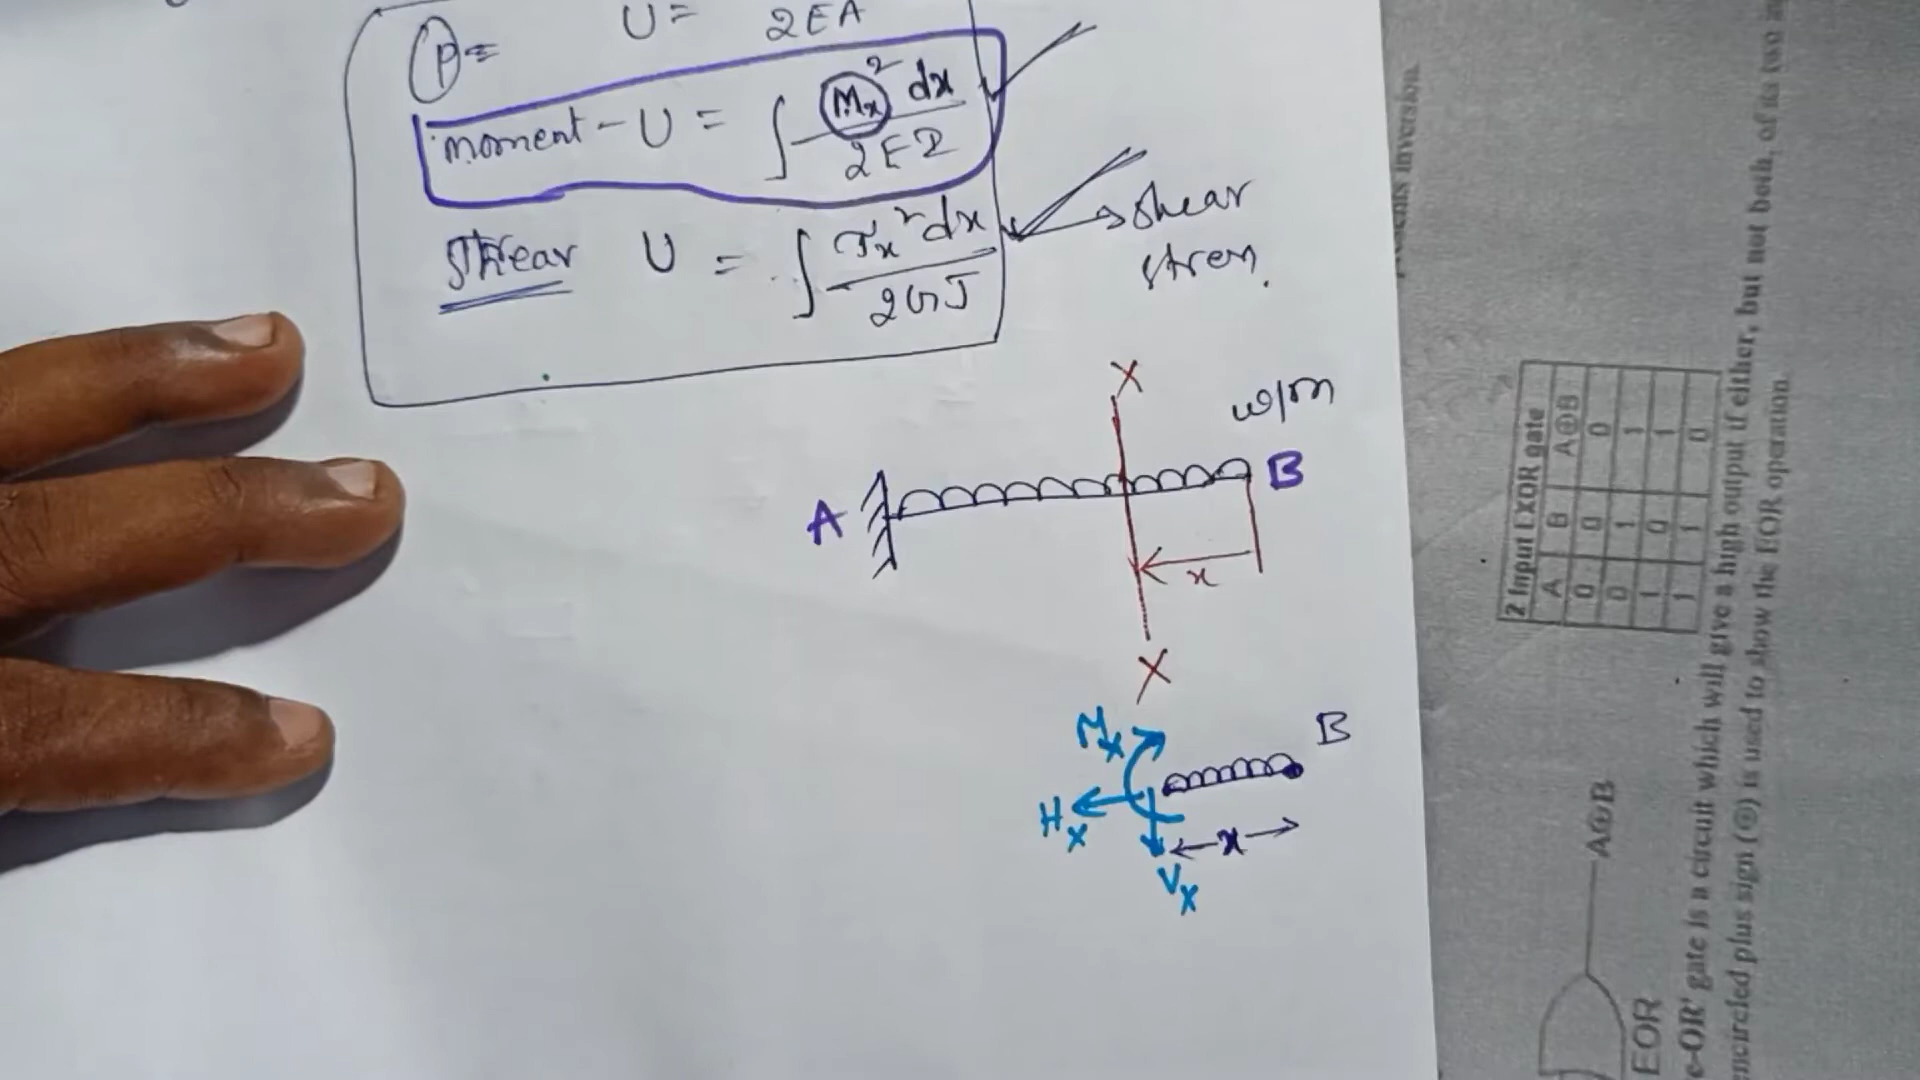 P= U = 2EA
moment - U = ∫ Mx² dx / 2EI
Shear U = ∫ Tx² dx / 2GJ
shear
stress.
X
w/m
A B
x
X
Mx B
Hx x
Vx
2 Input EXOR gate
A B A⊕B
0 0 0
0 1 1
1 0 1
1 1 0
A⊕B
EOR
e-OR' gate is a circuit which will give a high output if either, but not both, of its two
encircled plus sign (⊕) is used to show the EOR operation.
inversion.